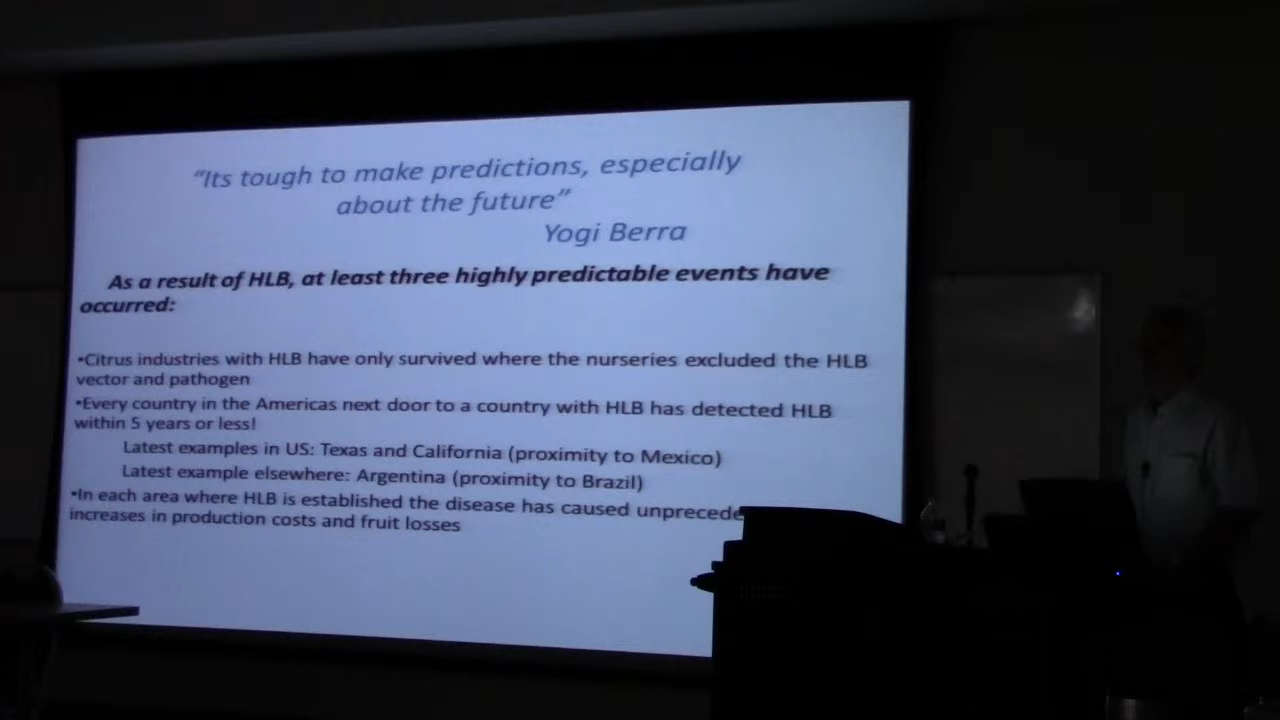 “Its tough to make predictions, especially
about the future”
Yogi Berra
As a result of HLB, at least three highly predictable events have
occurred:
•Citrus industries with HLB have only survived where the nurseries excluded the HLB
vector and pathogen
•Every country in the Americas next door to a country with HLB has detected HLB
within 5 years or less!
Latest examples in US: Texas and California (proximity to Mexico)
Latest example elsewhere: Argentina (proximity to Brazil)
•In each area where HLB is established the disease has caused unprecede
increases in production costs and fruit losses